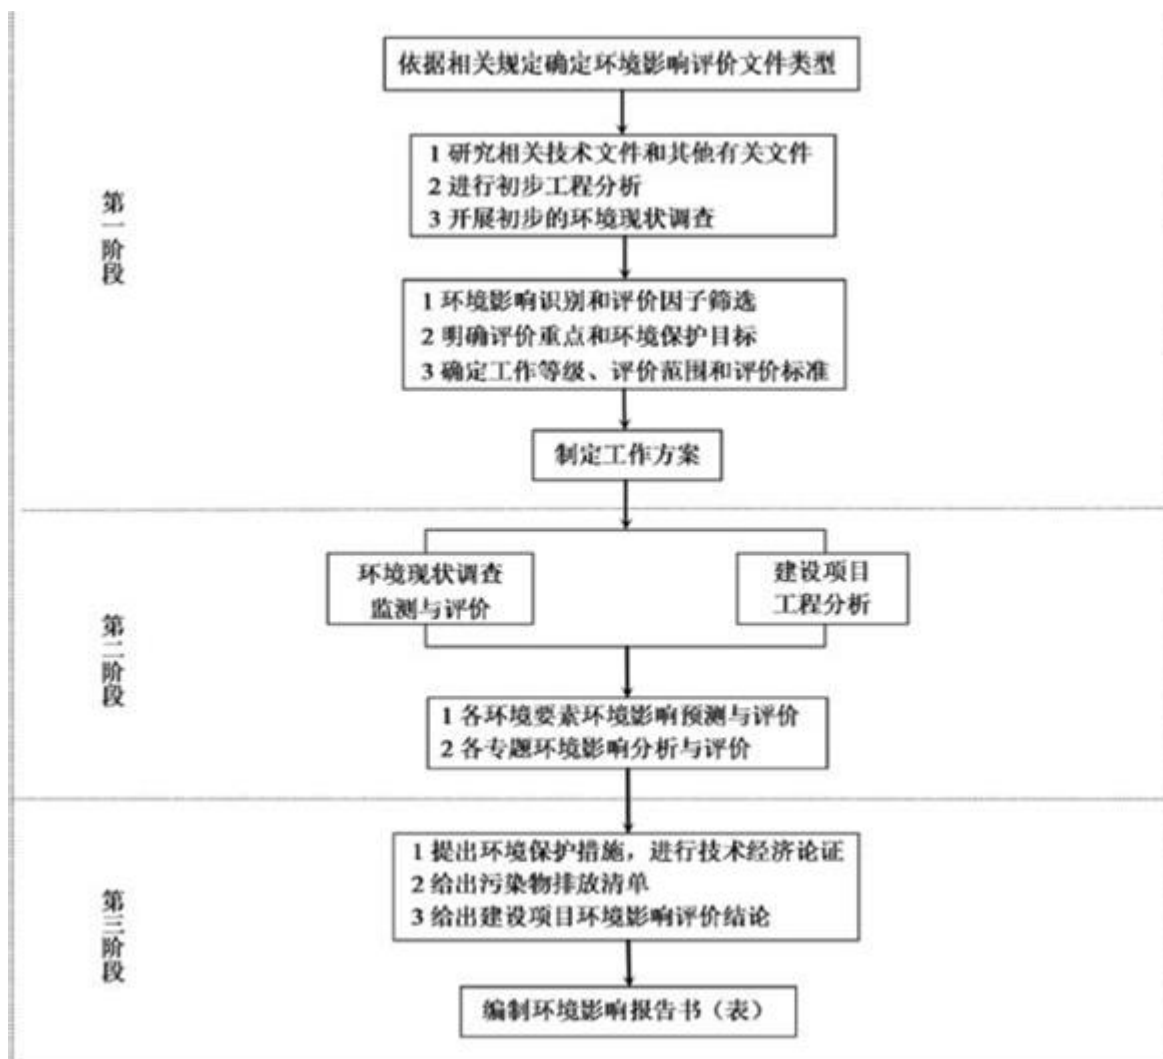 依据相关规定确定环境影响评价文件类型
1 研究相关技术文件和其他有关文件
2 进行初步工程分析
3 开展初步的环境现状调查
第一阶段
1 环境影响识别和评价因子筛选
2 明确评价重点和环境保护目标
3 确定工作等级、评价范围和评价标准
制定工作方案
环境现状调查
监测与评价
建设项目
工程分析
第二阶段
1 各环境要素环境影响预测与评价
2 各专题环境影响分析与评价
1 提出环境保护措施，进行技术经济论证
2 给出污染物排放清单
3 给出建设项目环境影响评价结论
第三阶段
编制环境影响报告书（表）